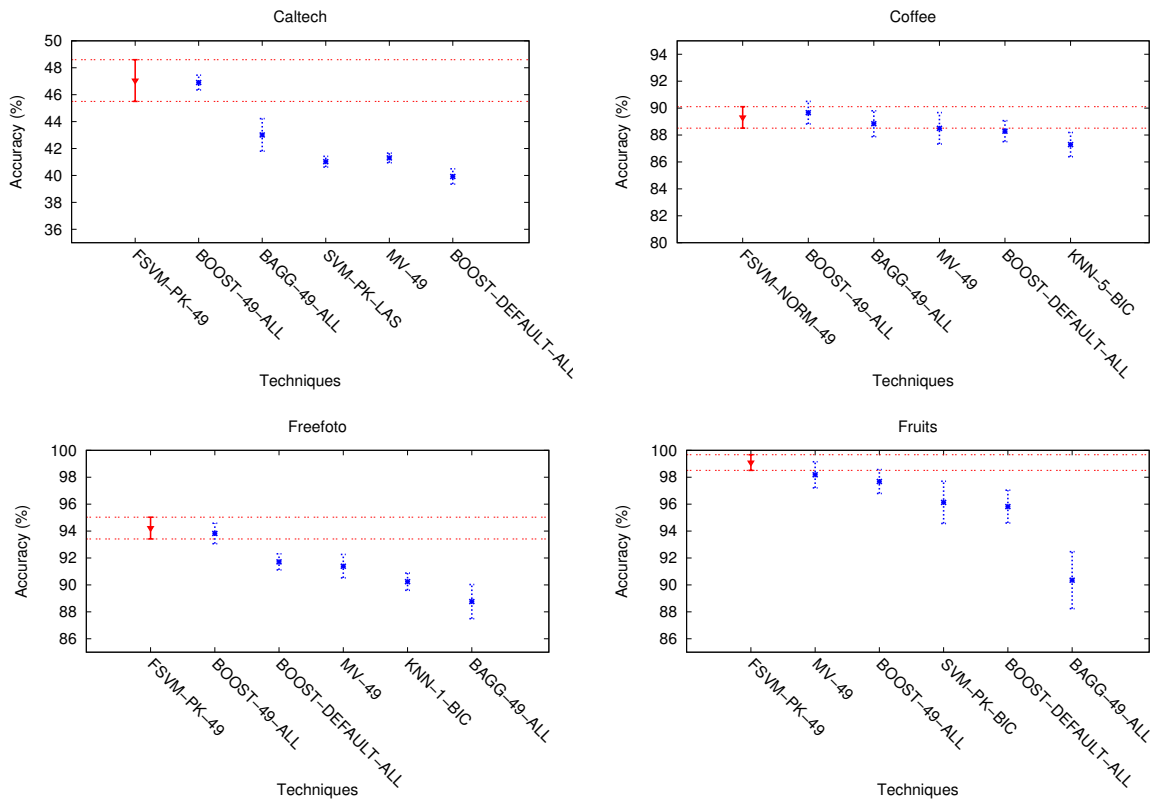 Caltech
50
48
46
44
42
40
38
36
Accuracy (%)
FSVM−PK−49
BOOST−49−ALL
BAGG−49−ALL
SVM−PK−LAS
MV−49
BOOST−DEFAULT−ALL
Techniques
Coffee
94
92
90
88
86
84
82
80
Accuracy (%)
FSVM−NORM−49
BOOST−49−ALL
BAGG−49−ALL
MV−49
BOOST−DEFAULT−ALL
KNN−5−BIC
Techniques
Freefoto
100
98
96
94
92
90
88
86
Accuracy (%)
FSVM−PK−49
BOOST−49−ALL
BOOST−DEFAULT−ALL
MV−49
KNN−1−BIC
BAGG−49−ALL
Techniques
Fruits
100
98
96
94
92
90
88
86
Accuracy (%)
FSVM−PK−49
MV−49
BOOST−49−ALL
SVM−PK−BIC
BOOST−DEFAULT−ALL
BAGG−49−ALL
Techniques